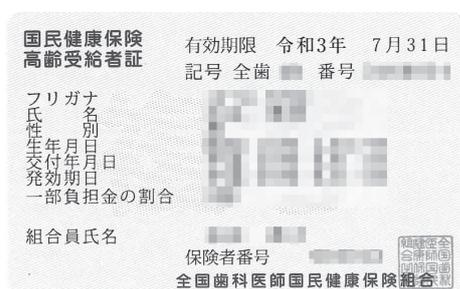 国民健康保険
高齢受給者証
有効期限 令和3年 7月31日
記号 全歯 番号
フリガナ
氏 名
性 別
生年月日
交付年月日
発効期日
一部負担金の割合
組合員氏名
保険者番号
全国歯科医師国民健康保険組合